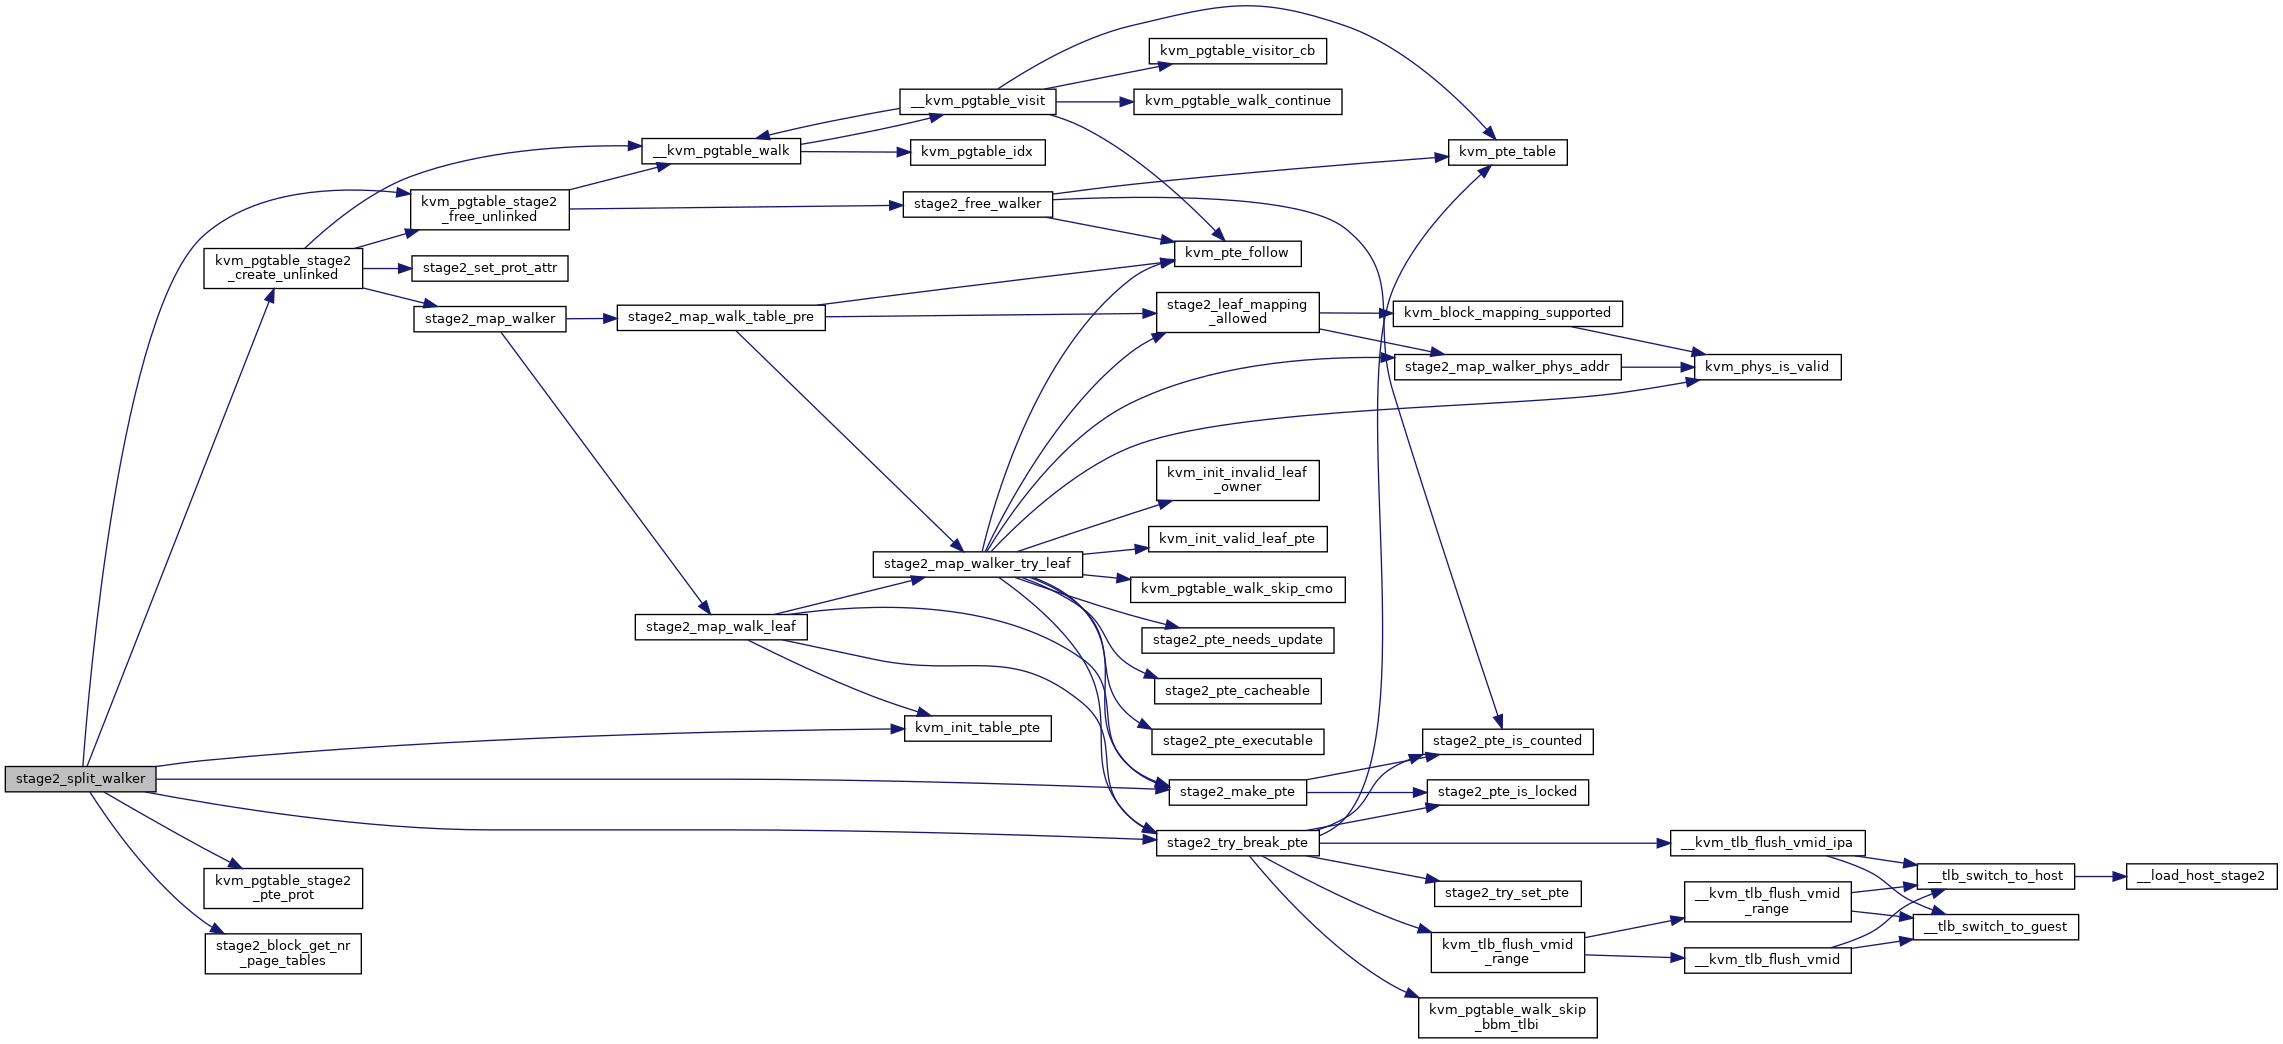 kvm_pgtable_visitor_cb
__kvm_pgtable_visit
kvm_pgtable_walk_continue
__kvm_pgtable_walk
kvm_pgtable_idx
kvm_pte_table
kvm_pgtable_stage2
_free_unlinked
stage2_free_walker
kvm_pte_follow
kvm_pgtable_stage2
_create_unlinked
stage2_set_prot_attr
stage2_map_walker
stage2_map_walk_table_pre
stage2_leaf_mapping
_allowed
kvm_block_mapping_supported
stage2_map_walker_phys_addr
kvm_phys_is_valid
kvm_init_invalid_leaf
_owner
kvm_init_valid_leaf_pte
stage2_map_walker_try_leaf
kvm_pgtable_walk_skip_cmo
stage2_map_walk_leaf
stage2_pte_needs_update
stage2_pte_cacheable
kvm_init_table_pte
stage2_pte_executable
stage2_pte_is_counted
stage2_split_walker
stage2_make_pte
stage2_pte_is_locked
stage2_try_break_pte
__kvm_tlb_flush_vmid_ipa
kvm_pgtable_stage2
_pte_prot
stage2_try_set_pte
__kvm_tlb_flush_vmid
_range
__tlb_switch_to_host
__load_host_stage2
__tlb_switch_to_guest
stage2_block_get_nr
_page_tables
kvm_tlb_flush_vmid
_range
__kvm_tlb_flush_vmid
kvm_pgtable_walk_skip
_bbm_tlbi